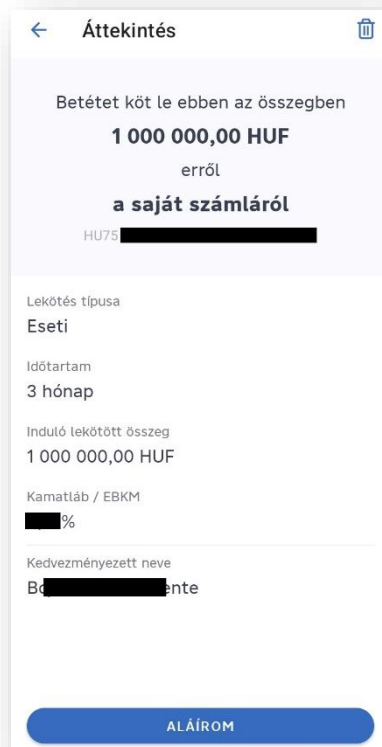 Áttekintés
Betétet köt le ebben az összegben
1 000 000,00 HUF
erről
a saját számláról
HU75
Lekötés típusa
Eseti
Időtartam
3 hónap
Induló lekötött összeg
1 000 000,00 HUF
Kamatláb / EBKM
%
Kedvezményezett neve
ALÁÍROM